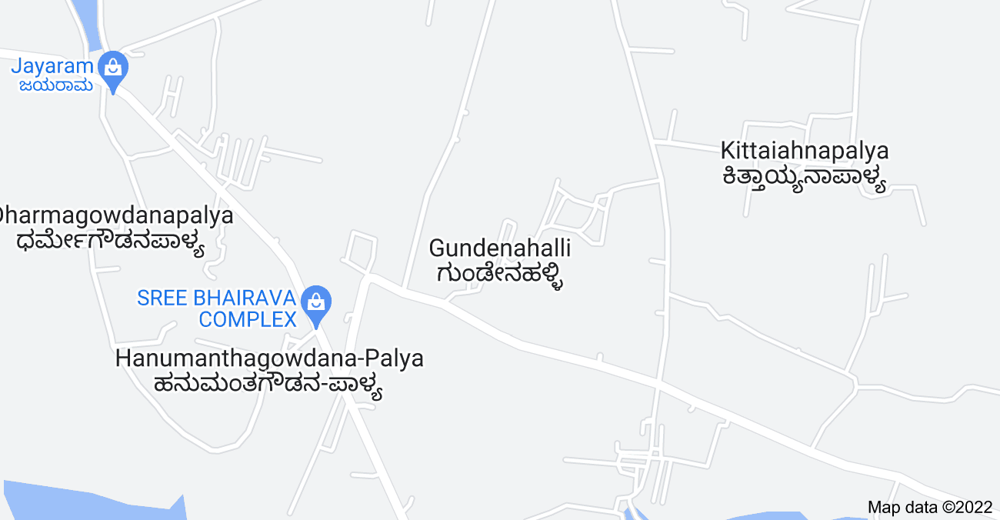 Jayaram
ಜಯರಾಮ
Kittaiahnapalya
ಕಿತ್ತಾಯ್ಯನಾಪಾಳ್ಯ
Dharmagowdanapalya
ಧರ್ಮೇಗೌಡನಪಾಳ್ಯ
Gundenahalli
ಗುಂಡೇನಹಳ್ಳಿ
SREE BHAIRAVA
COMPLEX
Hanumanthagowdana-Palya
ಹನುಮಂತಗೌಡನ-ಪಾಳ್ಯ
Map data ©2022